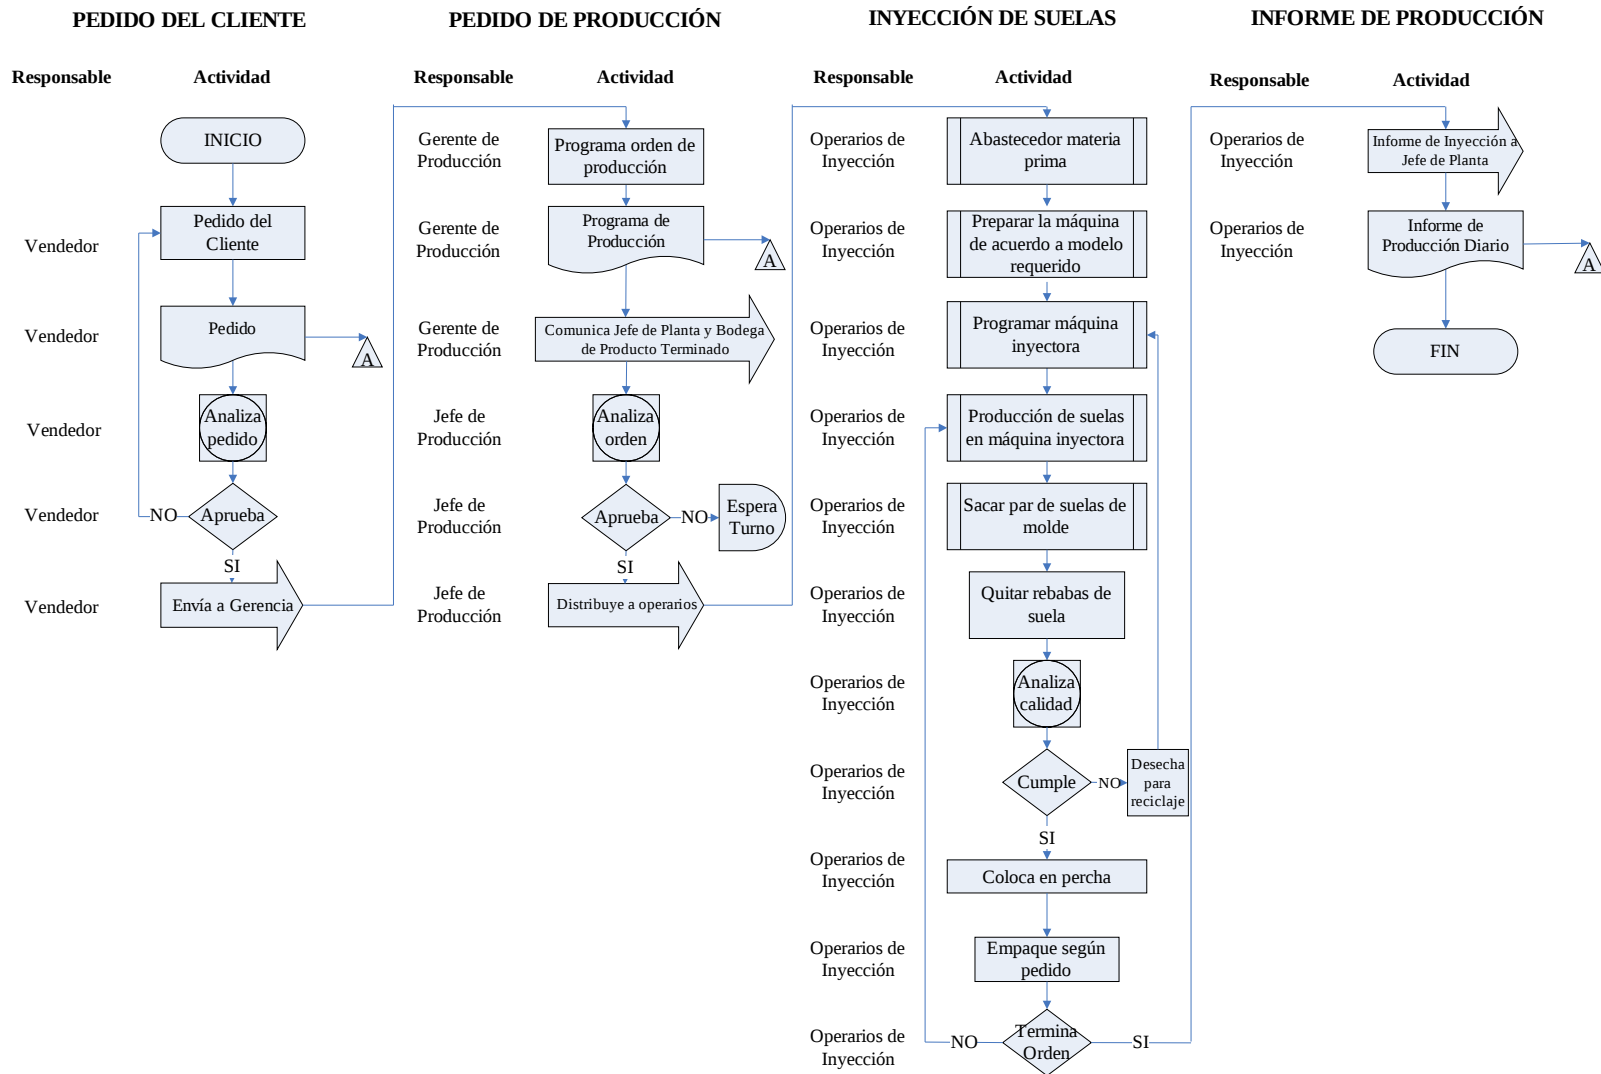 PEDIDO DEL CLIENTE
Responsable
Actividad
INICIO
Vendedor
Pedido del
Cliente
Vendedor
Pedido
A
Vendedor
Analiza
pedido
Vendedor
NO
Aprueba
SI
Vendedor
Envía a Gerencia
PEDIDO DE PRODUCCIÓN
Responsable
Actividad
Gerente de
Producción
Programa orden de
producción
Gerente de
Producción
Programa de
Producción
A
Gerente de
Producción
Comunica Jefe de Planta y Bodega
de Producto Terminado
Jefe de
Producción
Analiza
orden
Jefe de
Producción
Aprueba
NO
Espera
Turno
SI
Jefe de
Producción
Distribuye a operarios
INYECCIÓN DE SUELAS
Responsable
Actividad
Operarios de
Inyección
Abastecedor materia
prima
Operarios de
Inyección
Preparar la máquina
de acuerdo a modelo
requerido
Operarios de
Inyección
Programar máquina
inyectora
Operarios de
Inyección
Producción de suelas
en máquina inyectora
Operarios de
Inyección
Sacar par de suelas de
molde
Operarios de
Inyección
Quitar rebabas de
suela
Operarios de
Inyección
Analiza
calidad
Operarios de
Inyección
Cumple
NO
Desecha
para
reciclaje
SI
Operarios de
Inyección
Coloca en percha
Operarios de
Inyección
Empaque según
pedido
Operarios de
Inyección
NO
Termina
Orden
SI
INFORME DE PRODUCCIÓN
Responsable
Actividad
Operarios de
Inyección
Informe de Inyección a
Jefe de Planta
Operarios de
Inyección
Informe de
Producción Diario
A
FIN